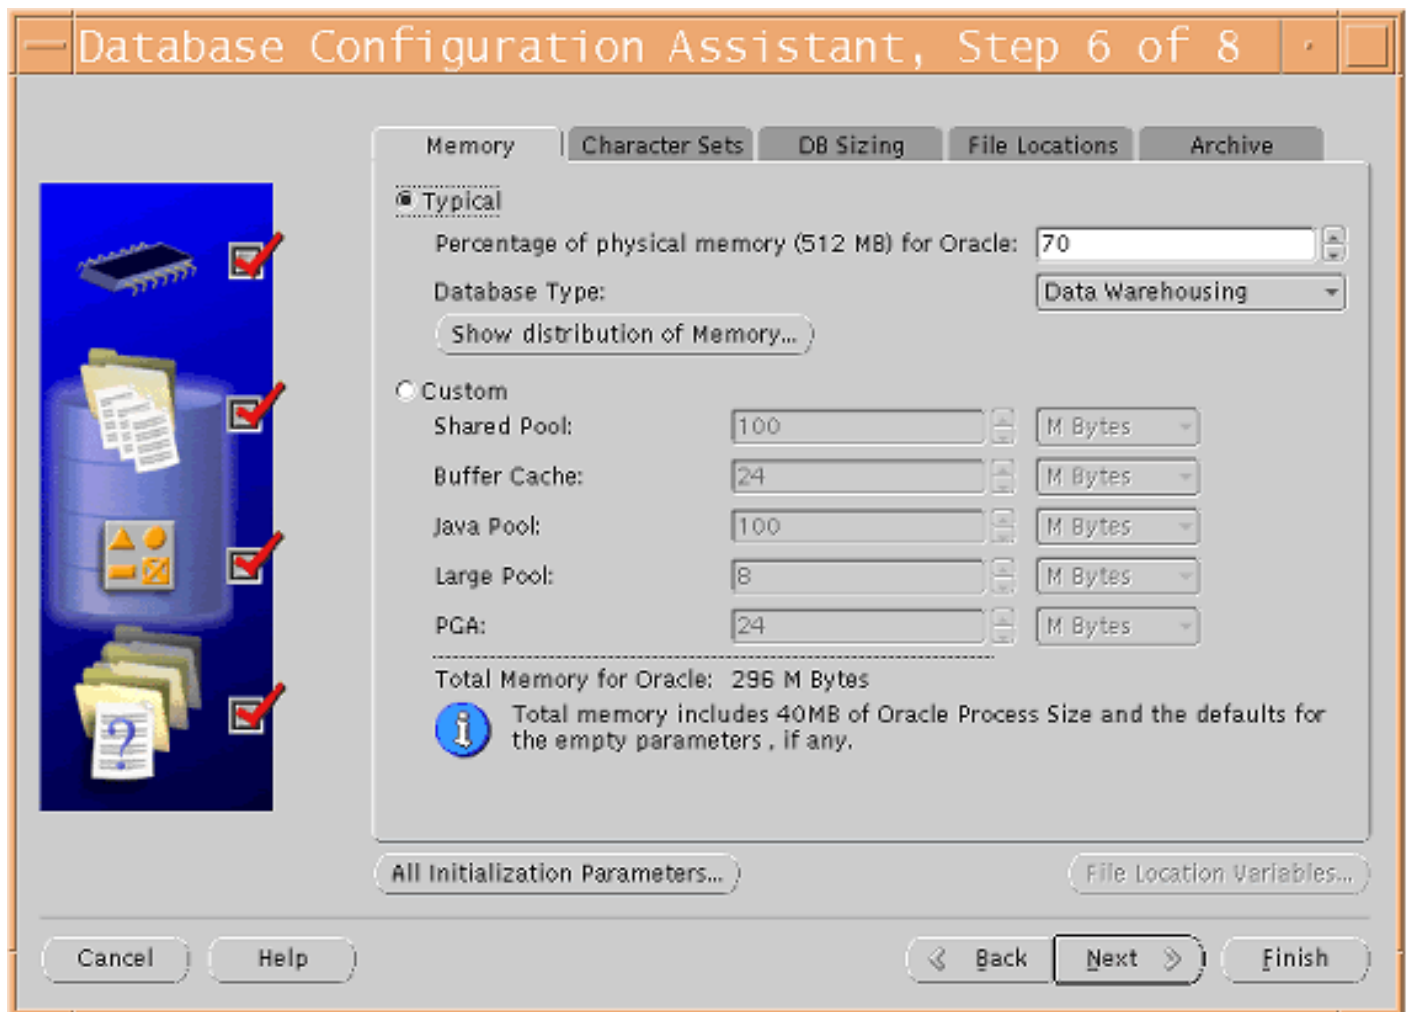 Database Configuration Assistant, Step 6 of 8
Memory Character Sets DB Sizing File Locations Archive
Typical
Percentage of physical memory (512 MB) for Oracle: 70
Database Type: Data Warehousing
Show distribution of Memory...
Custom
Shared Pool: 100 M Bytes
Buffer Cache: 24 M Bytes
Java Pool: 100 M Bytes
Large Pool: 8 M Bytes
PGA: 24 M Bytes
Total Memory for Oracle: 296 M Bytes
Total memory includes 40MB of Oracle Process Size and the defaults for
the empty parameters , if any.
All Initialization Parameters... File Location Variables...
Cancel Help Back Next Finish